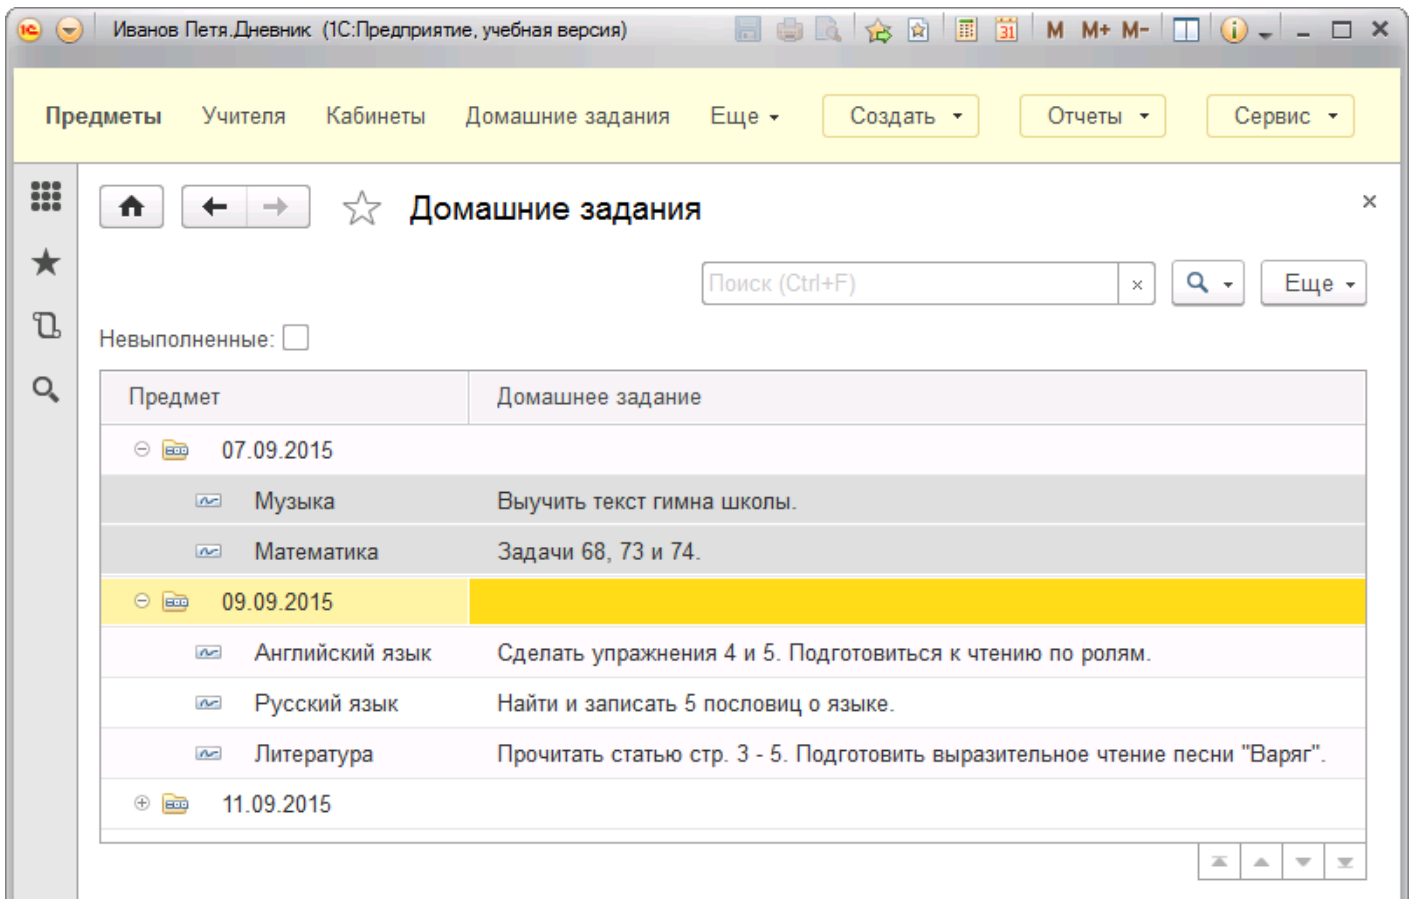 Иванов Петя.Дневник (1С:Предприятие, учебная версия) 31 M M+ M-
Предметы Учителя Кабинеты Домашние задания Еще Создать Отчеты Сервис
Домашние задания
Поиск (Ctrl+F) Еще
Невыполненные:
Предмет Домашнее задание
07.09.2015
Музыка Выучить текст гимна школы.
Математика Задачи 68, 73 и 74.
09.09.2015
Английский язык Сделать упражнения 4 и 5. Подготовиться к чтению по ролям.
Русский язык Найти и записать 5 пословиц о языке.
Литература Прочитать статью стр. 3 - 5. Подготовить выразительное чтение песни "Варяг".
11.09.2015